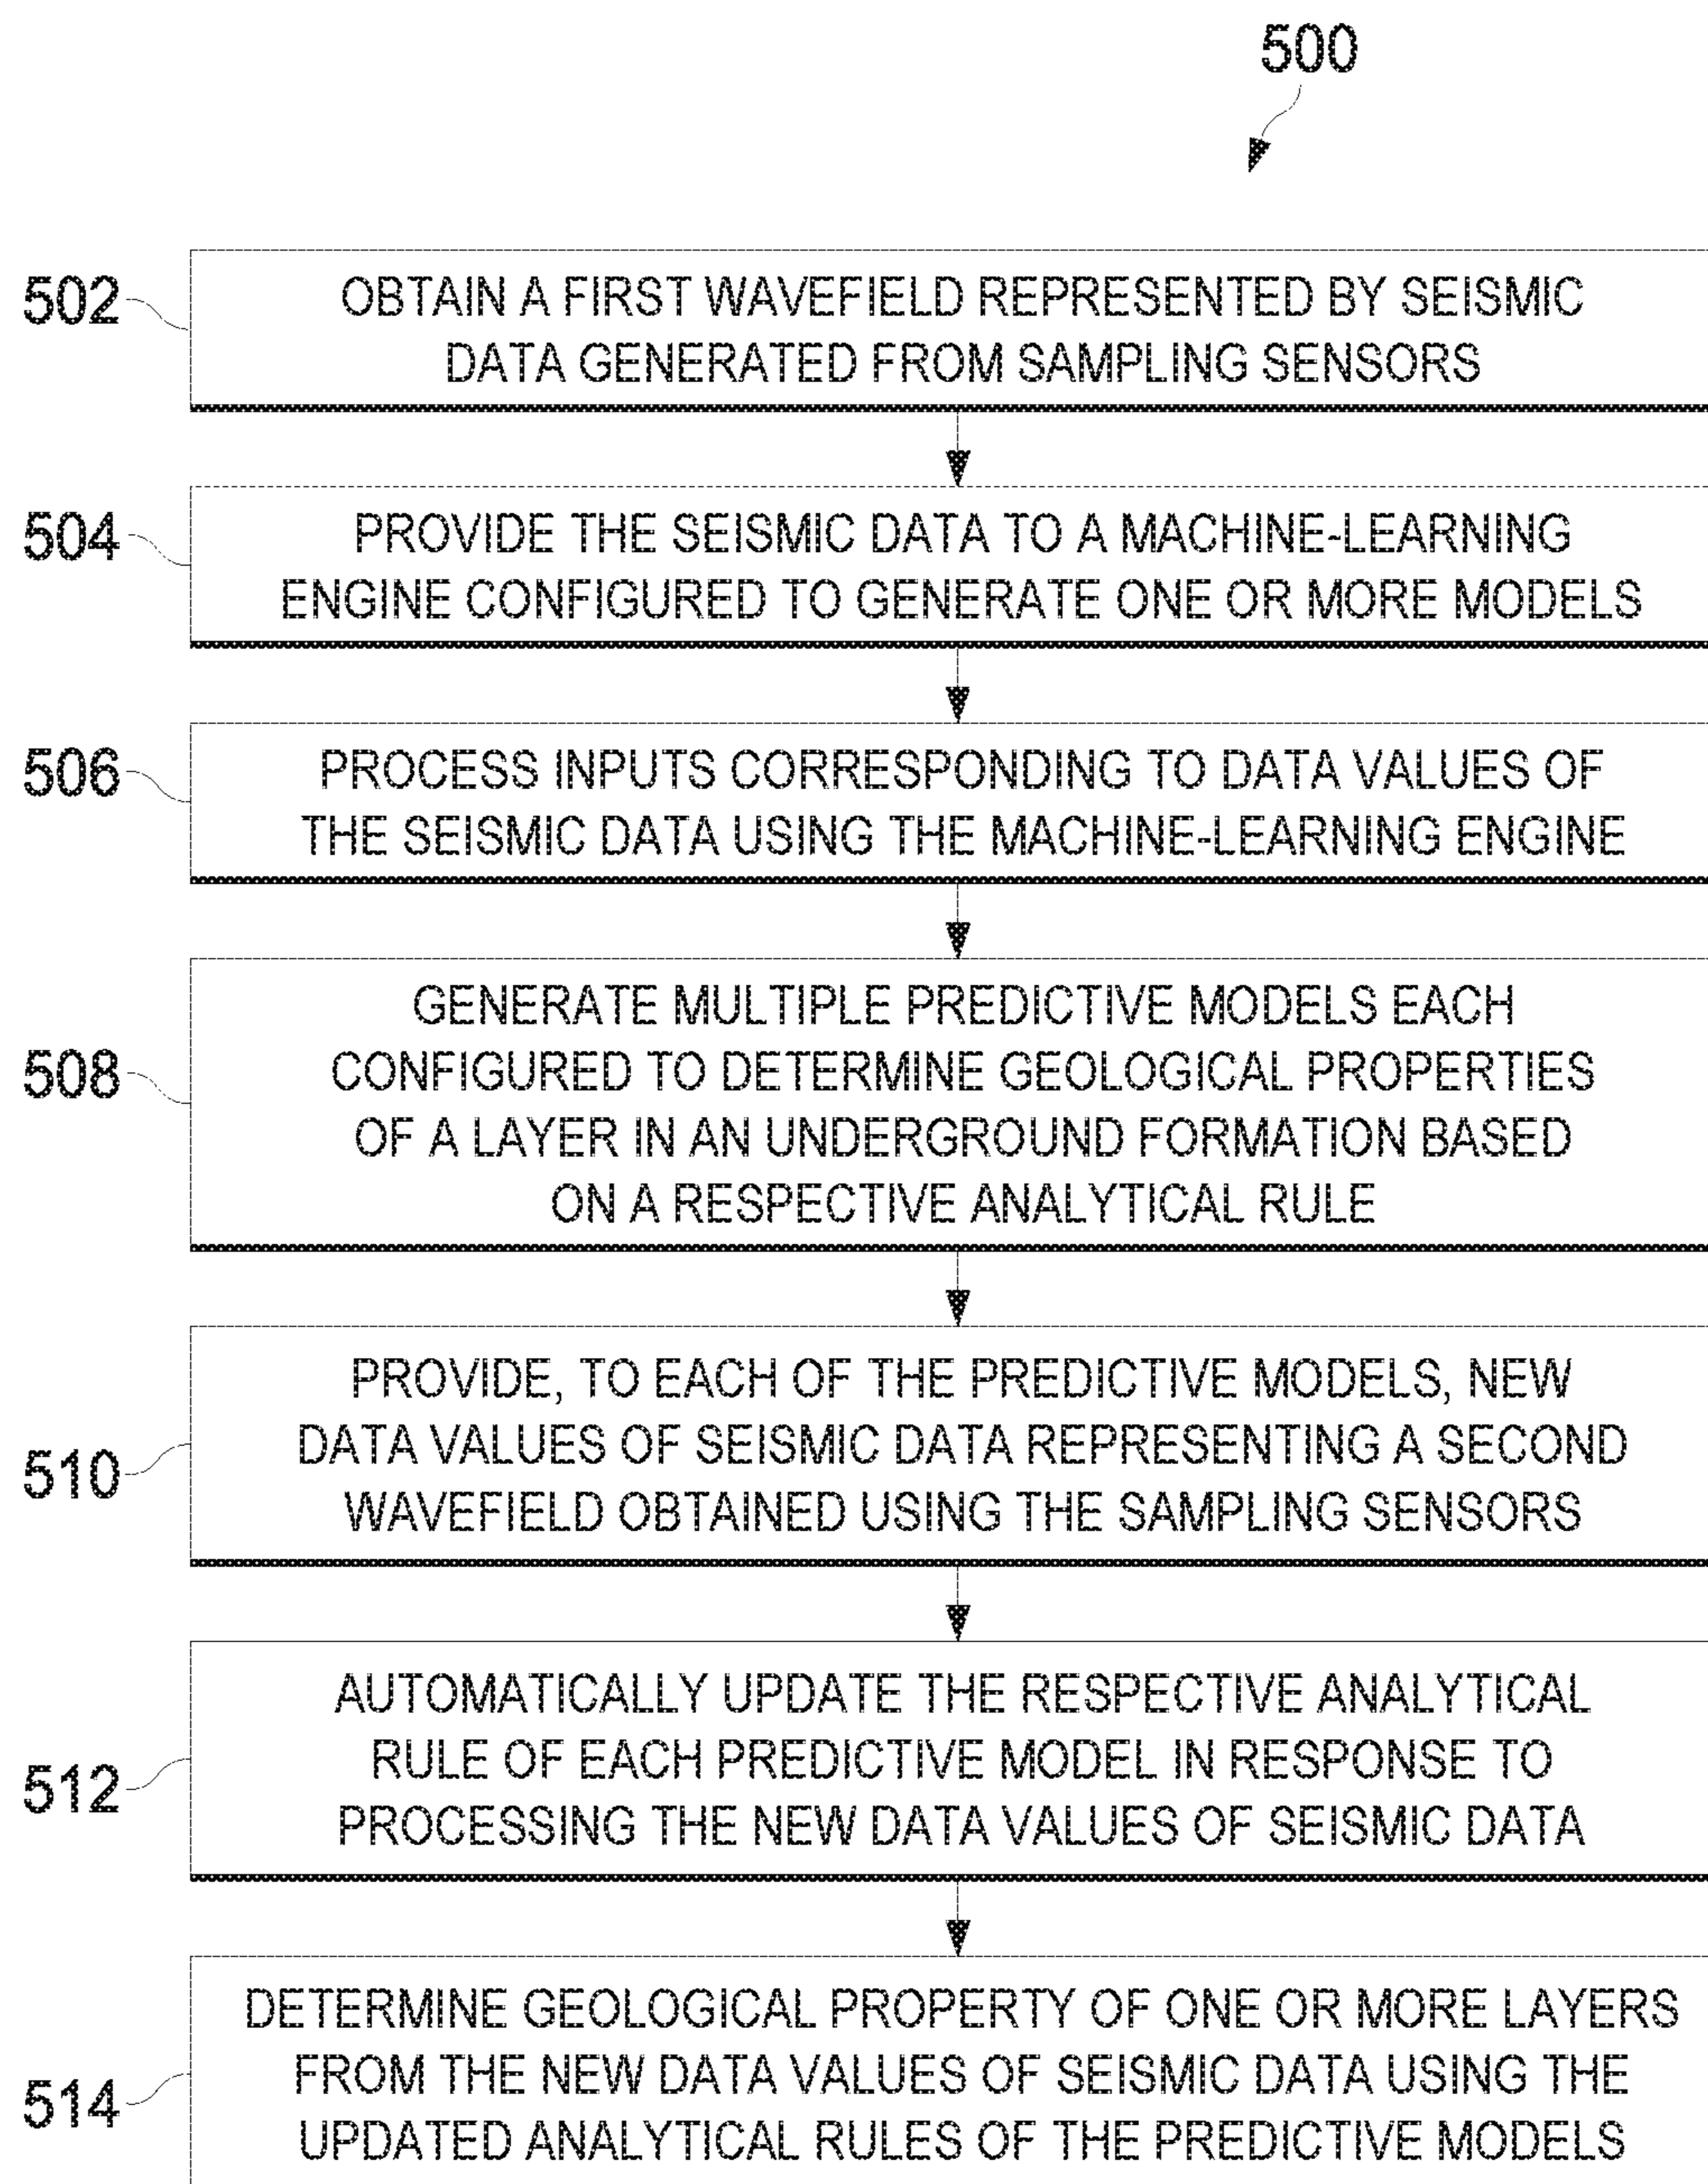 500
502
OBTAIN A FIRST WAVEFIELD REPRESENTED BY SEISMIC
DATA GENERATED FROM SAMPLING SENSORS
504
PROVIDE THE SEISMIC DATA TO A MACHINE-LEARNING
ENGINE CONFIGURED TO GENERATE ONE OR MORE MODELS
506
PROCESS INPUTS CORRESPONDING TO DATA VALUES OF
THE SEISMIC DATA USING THE MACHINE-LEARNING ENGINE
508
GENERATE MULTIPLE PREDICTIVE MODELS EACH
CONFIGURED TO DETERMINE GEOLOGICAL PROPERTIES
OF A LAYER IN AN UNDERGROUND FORMATION BASED
ON A RESPECTIVE ANALYTICAL RULE
510
PROVIDE, TO EACH OF THE PREDICTIVE MODELS, NEW
DATA VALUES OF SEISMIC DATA REPRESENTING A SECOND
WAVEFIELD OBTAINED USING THE SAMPLING SENSORS
512
AUTOMATICALLY UPDATE THE RESPECTIVE ANALYTICAL
RULE OF EACH PREDICTIVE MODEL IN RESPONSE TO
PROCESSING THE NEW DATA VALUES OF SEISMIC DATA
514
DETERMINE GEOLOGICAL PROPERTY OF ONE OR MORE LAYERS
FROM THE NEW DATA VALUES OF SEISMIC DATA USING THE
UPDATED ANALYTICAL RULES OF THE PREDICTIVE MODELS